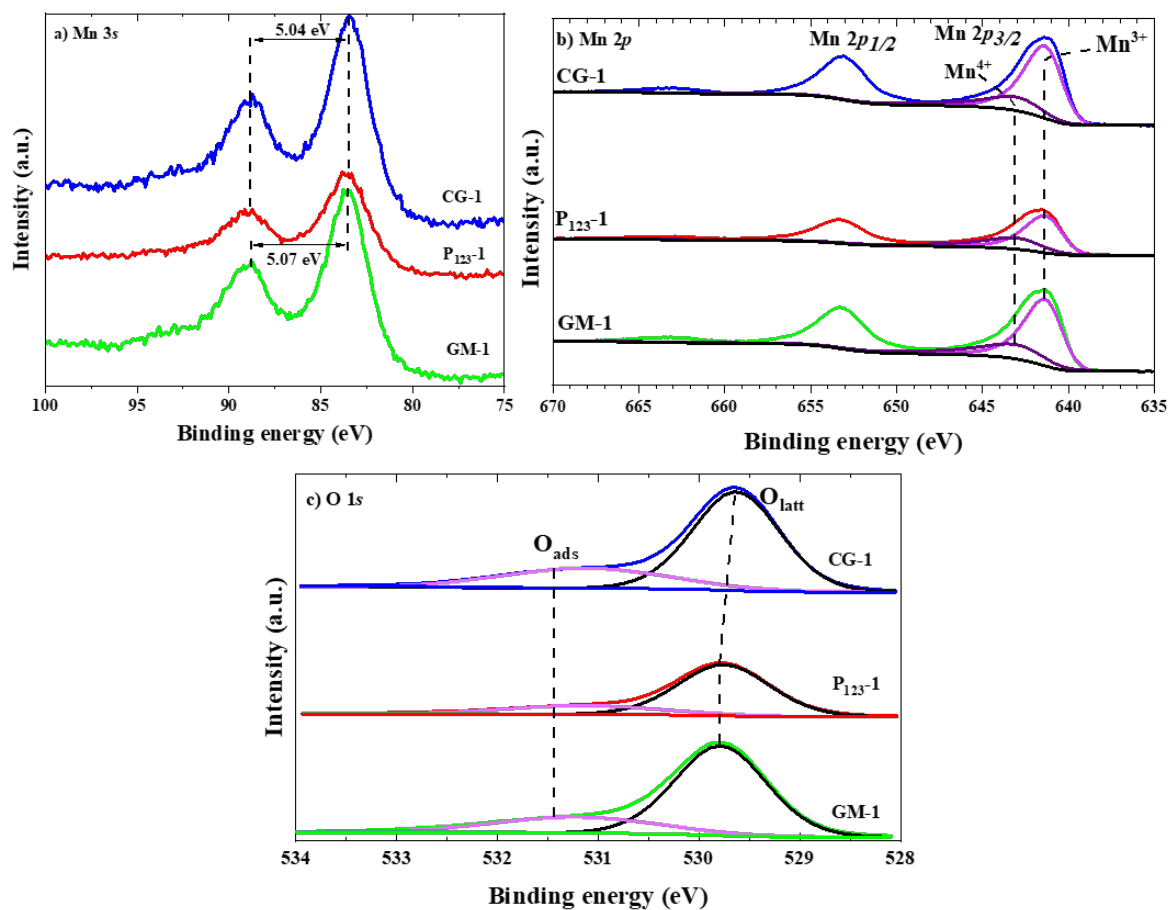 a) Mn 3s
5.04 eV
CG-1
P123-1
5.07 eV
GM-1
Intensity (a.u.)
100 95 90 85 80 75
Binding energy (eV)
b) Mn 2p
Mn 2p1/2
Mn 2p3/2
Mn3+
Mn4+
CG-1
P123-1
GM-1
Intensity (a.u.)
670 665 660 655 650 645 640 635
Binding energy (eV)
c) O 1s
Olatt
Oads
CG-1
P123-1
GM-1
Intensity (a.u.)
534 533 532 531 530 529 528
Binding energy (eV)